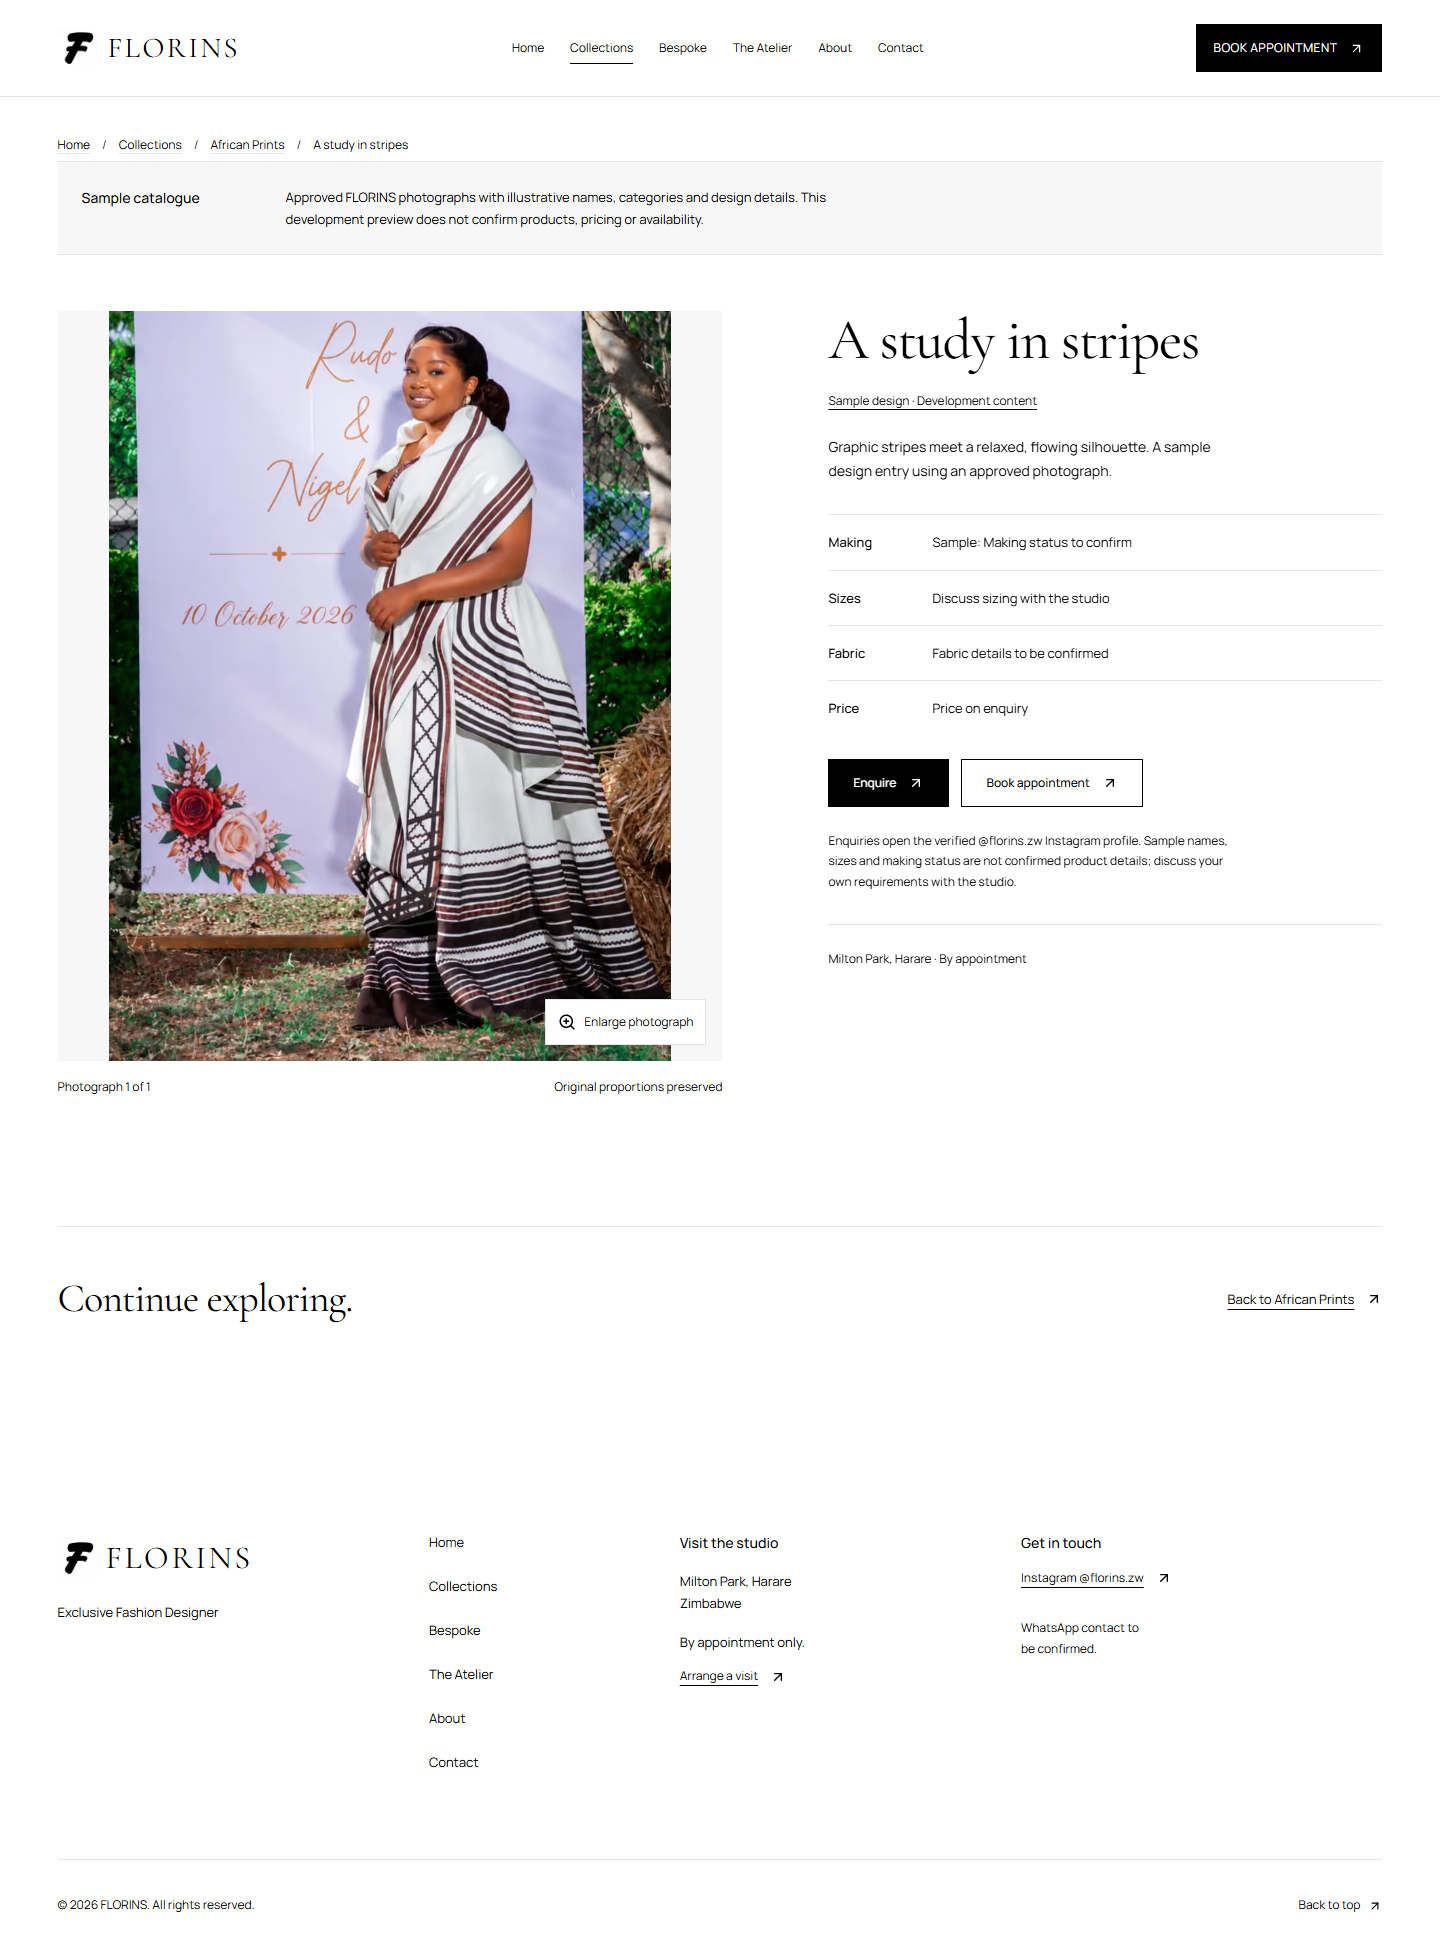 F FLORINS
Home Collections Bespoke The Atelier About Contact
BOOK APPOINTMENT
Home / Collections / African Prints / A study in stripes
Sample catalogue
Approved FLORINS photographs with illustrative names, categories and design details. This
development preview does not confirm products, pricing or availability.
Rudo
&
Nigel
10 October 2026
Enlarge photograph
Photograph 1 of 1
Original proportions preserved
A study in stripes
Sample design · Development content
Graphic stripes meet a relaxed, flowing silhouette. A sample
design entry using an approved photograph.
Making Sample: Making status to confirm
Sizes Discuss sizing with the studio
Fabric Fabric details to be confirmed
Price Price on enquiry
Enquire
Book appointment
Enquiries open the verified @florins.zw Instagram profile. Sample names,
sizes and making status are not confirmed product details; discuss your
own requirements with the studio.
Milton Park, Harare · By appointment
Continue exploring.
Back to African Prints
F FLORINS
Exclusive Fashion Designer
Home
Collections
Bespoke
The Atelier
About
Contact
Visit the studio
Milton Park, Harare
Zimbabwe
By appointment only.
Arrange a visit
Get in touch
Instagram @florins.zw
WhatsApp contact to
be confirmed.
© 2026 FLORINS. All rights reserved.
Back to top